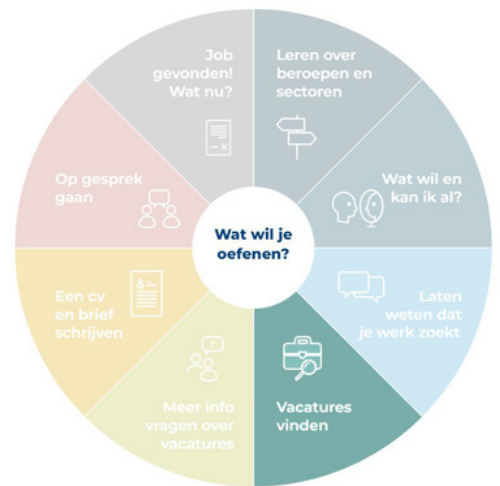 Job
gevonden!
Wat nu?
Leren over
beroepen en
sectoren
Op gesprek
gaan
Wat wil en
kan ik al?
Wat wil je
oefenen?
Een cv
en brief
schrijven
Laten
weten dat
je werk zoekt
Meer info
vragen over
vacatures
Vacatures
vinden